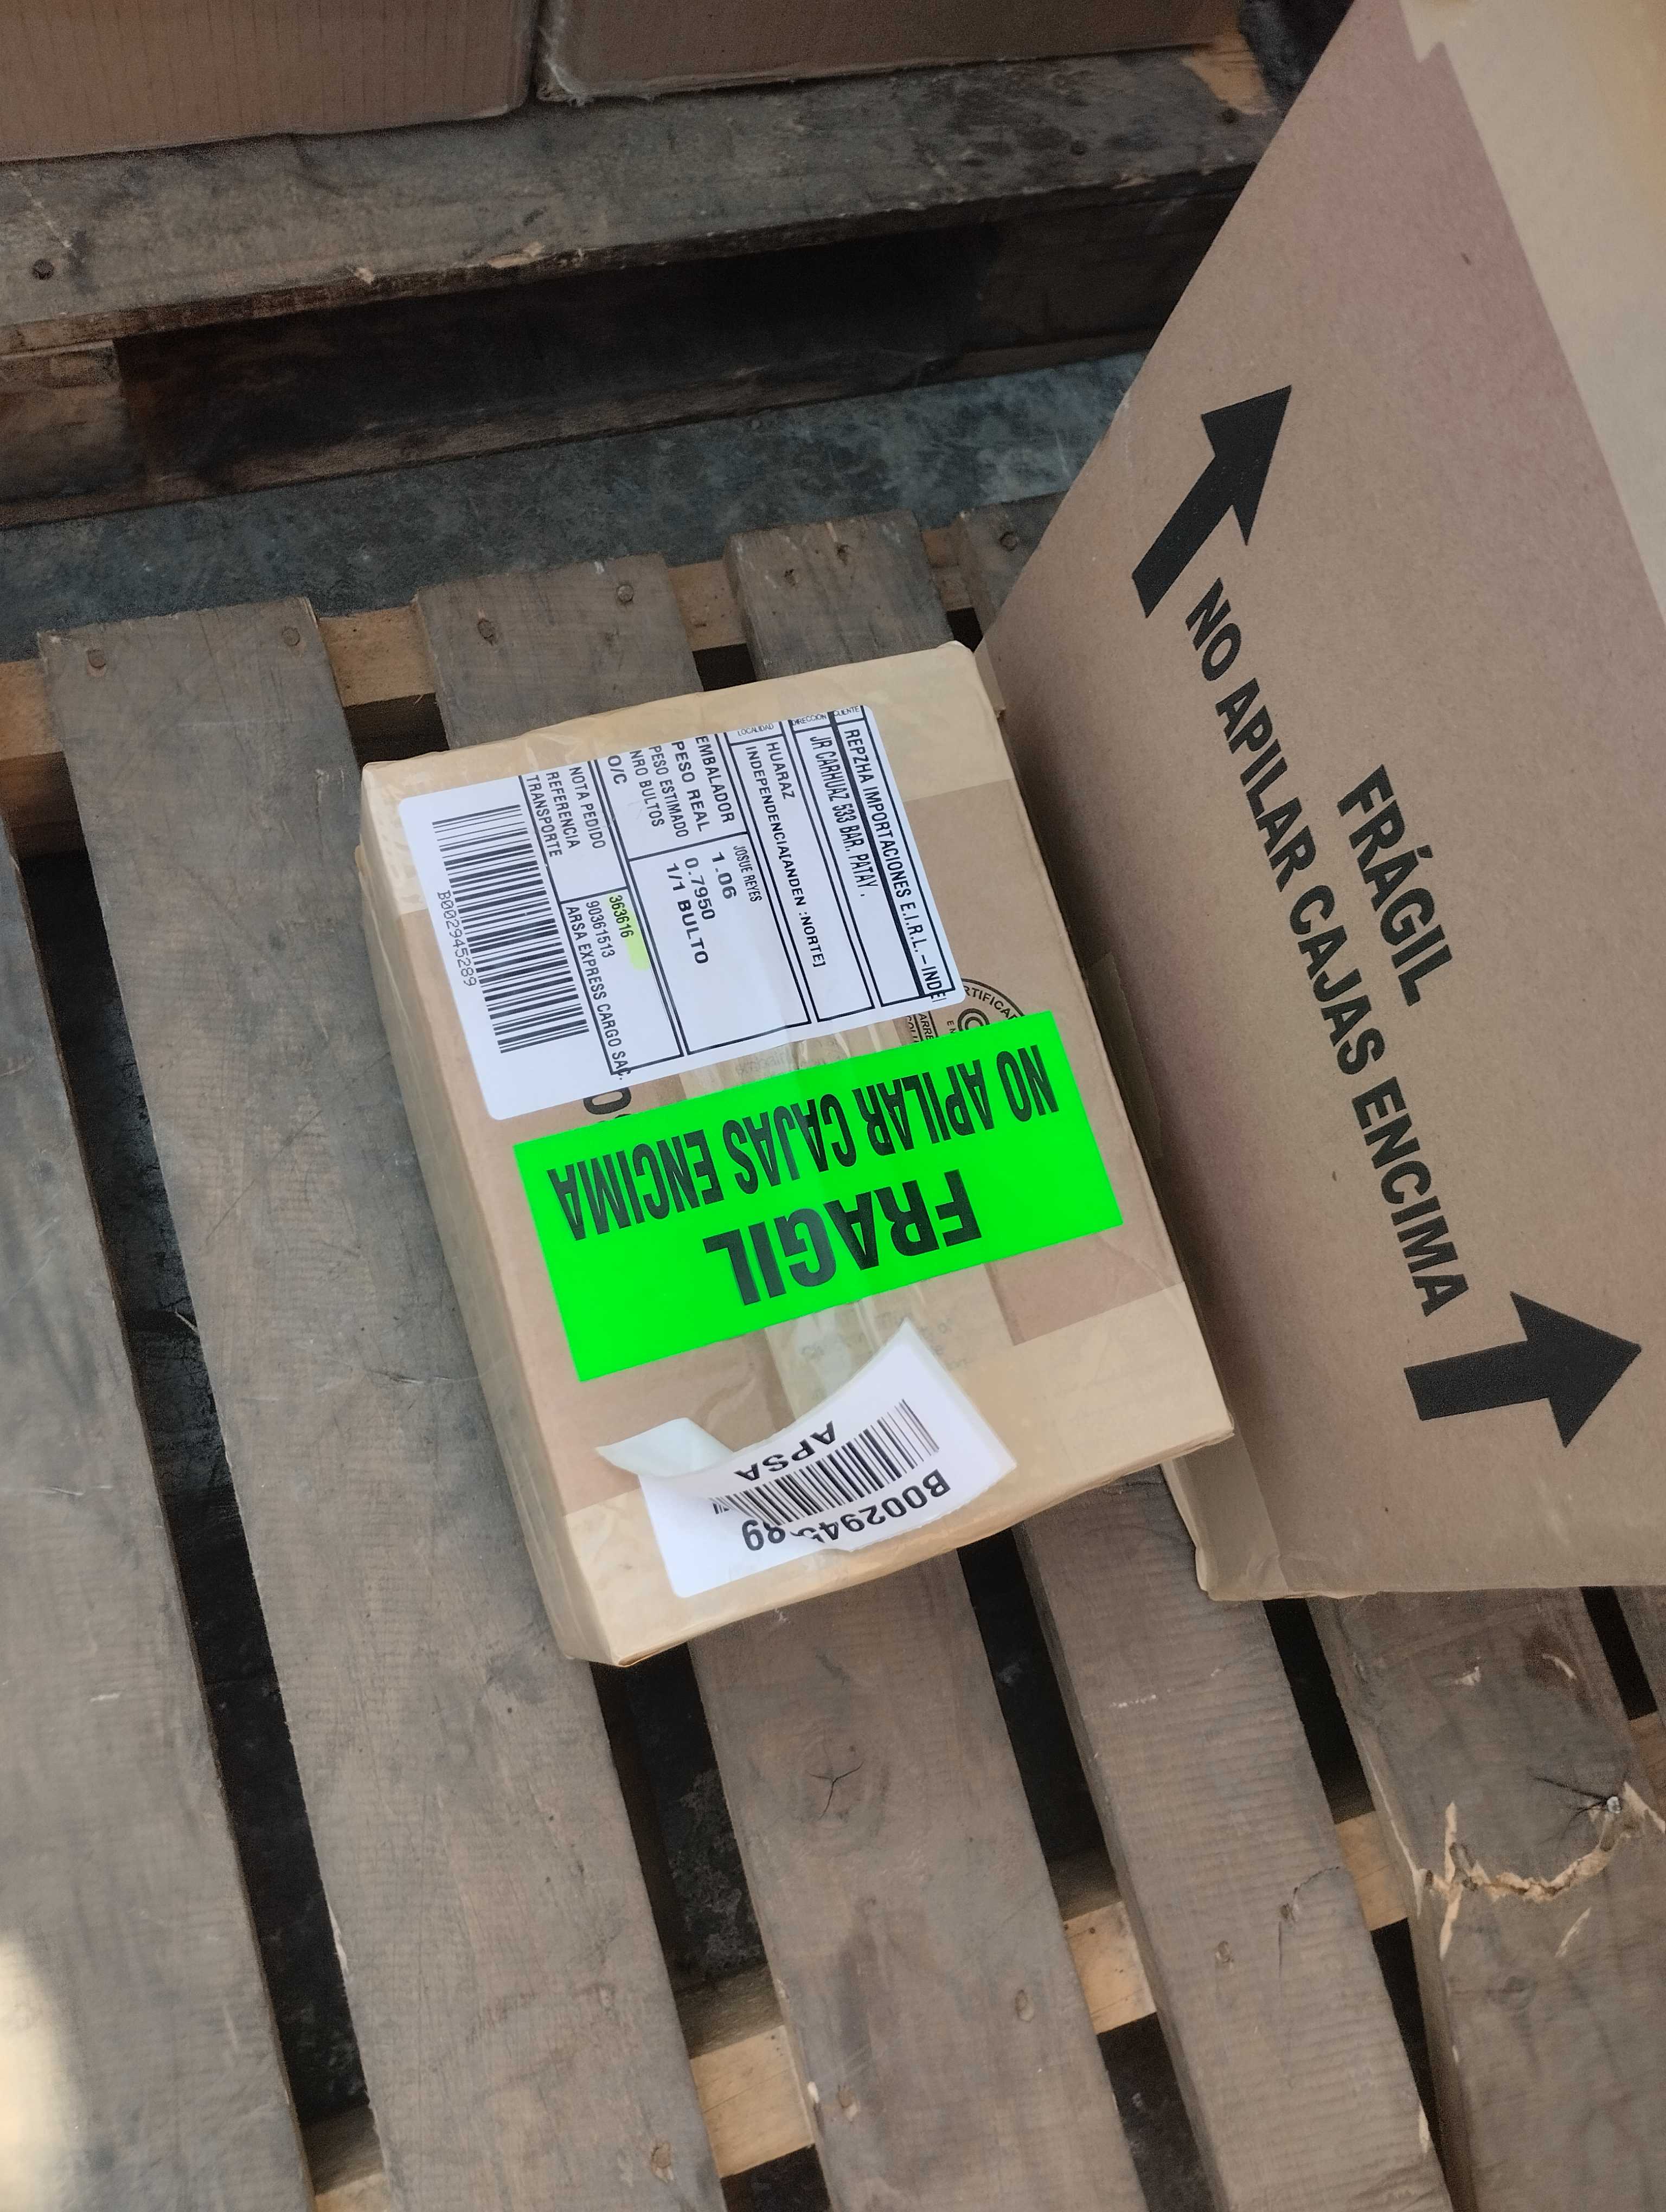 CLIENTE
REPZHA IMPORTACIONES E.I.R.L. - INDE
DIRECCION
JR CARHUAZ 533 BAR. PATAY .
LOCALIDAD
HUARAZ
INDEPENDENCIA[ANDEN :NORTE]
EMBALADOR JOSUE REYES
PESO REAL 1.06
PESO ESTIMADO 0.7950
NRO BULTOS 1/1 BULTO
O/C
NOTA PEDIDO 363616
REFERENCIA 90361513
TRANSPORTE ARSA EXPRESS CARGO SAC.
B002945289
FRAGIL
NO APILAR CAJAS ENCIMA
APSA
FRÁGIL
NO APILAR CAJAS ENCIMA